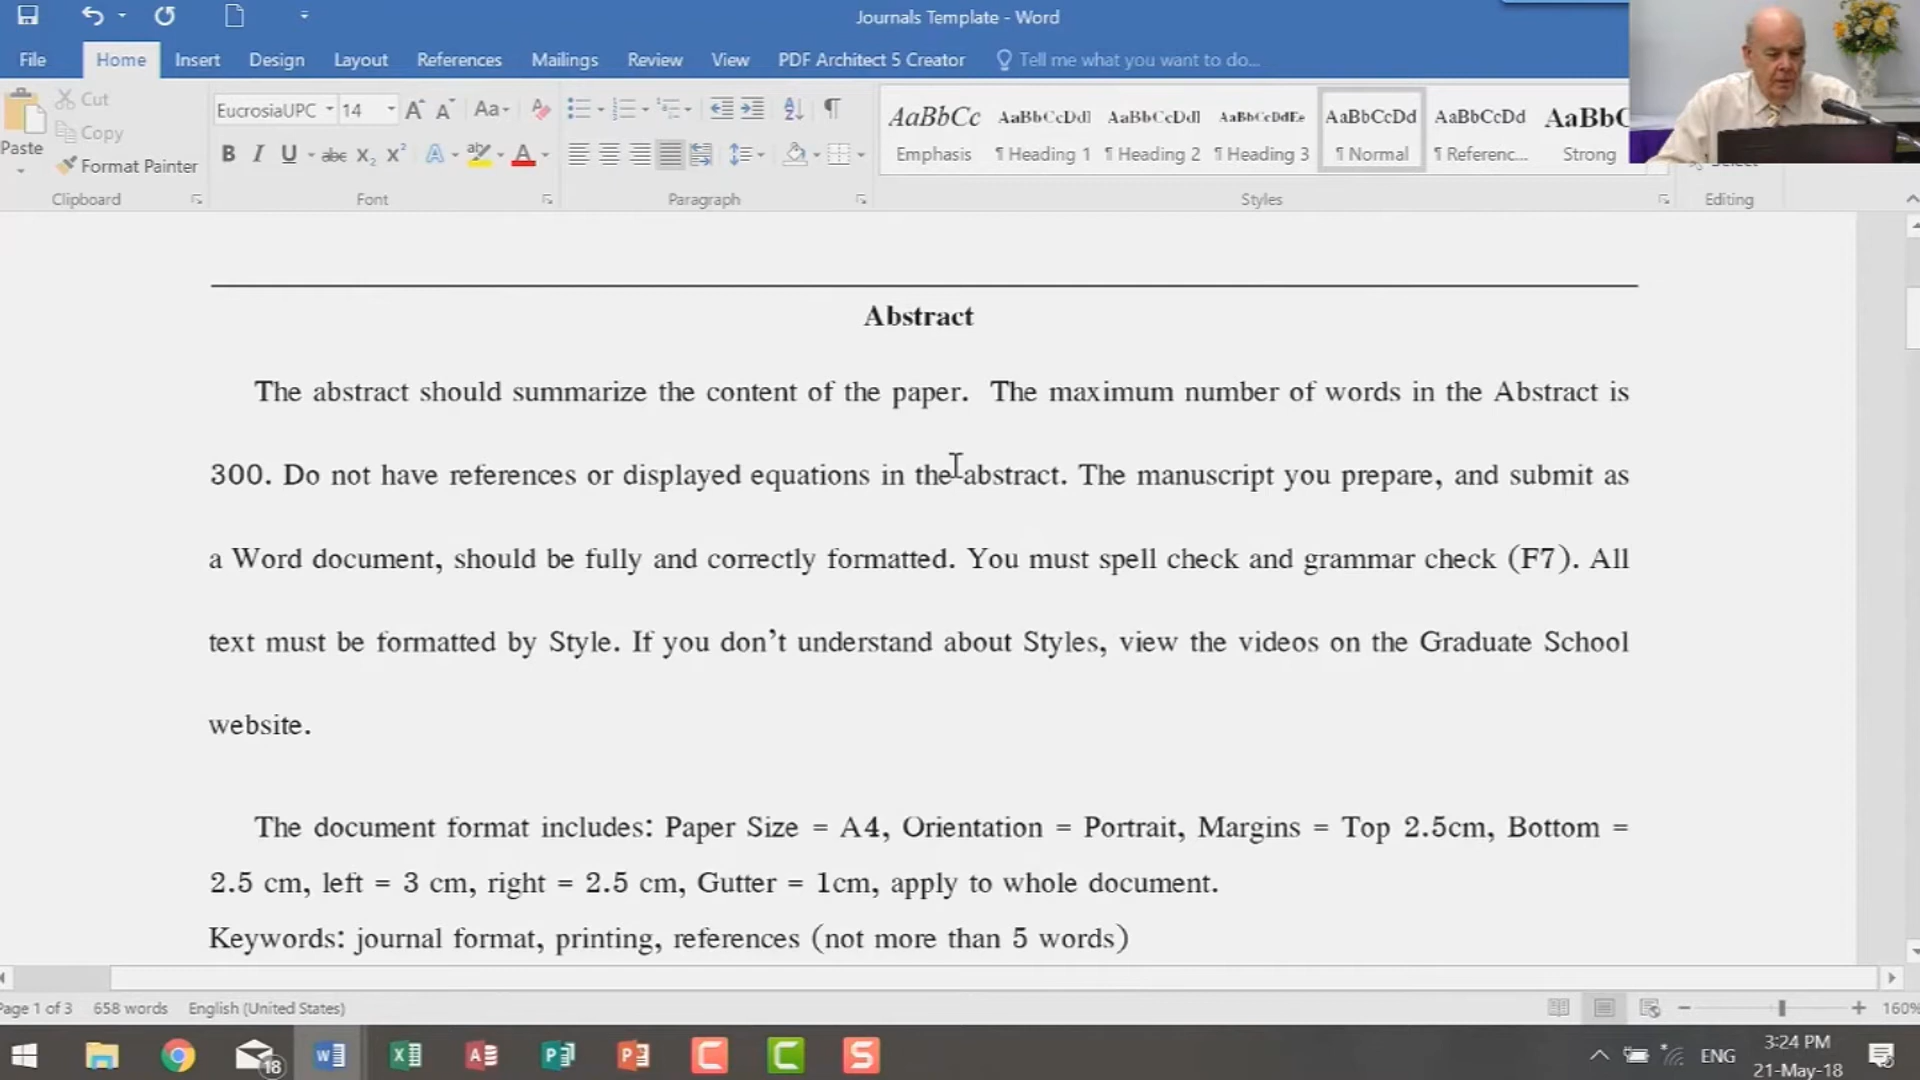 Journals Template - Word
File Home Insert Design Layout References Mailings Review View PDF Architect 5 Creator Tell me what you want to do...
Cut
Copy
Format Painter
Paste
EucrosiaUPC 14 Aa
B I U abc X₂ X²
AaBbCc AaBbCcDdl AaBbCcDdl AaBbCcDdEe AaBbCcDd AaBbCcDd AaBbC
Emphasis ¶ Heading 1 ¶ Heading 2 ¶ Heading 3 ¶ Normal ¶ Referenc... Strong
Clipboard Font Paragraph Styles Editing
Abstract
The abstract should summarize the content of the paper.  The maximum number of words in the Abstract is
300. Do not have references or displayed equations in the abstract. The manuscript you prepare, and submit as
a Word document, should be fully and correctly formatted. You must spell check and grammar check (F7). All
text must be formatted by Style. If you don’t understand about Styles, view the videos on the Graduate School
website.
The document format includes: Paper Size = A4, Orientation = Portrait, Margins = Top 2.5cm, Bottom =
2.5 cm, left = 3 cm, right = 2.5 cm, Gutter = 1cm, apply to whole document.
Keywords: journal format, printing, references (not more than 5 words)
Page 1 of 3 658 words English (United States) 160%
18
ENG
3:24 PM
21-May-18